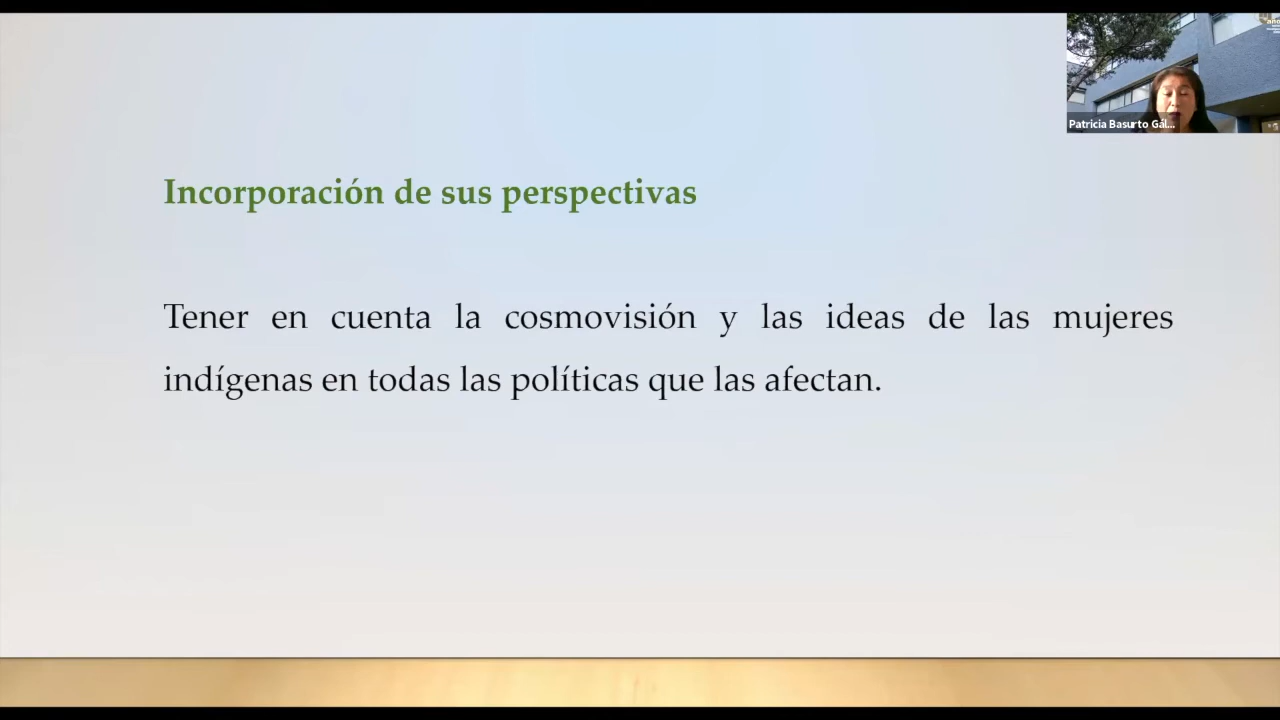 Patricia Basurto Gál...
Incorporación de sus perspectivas
Tener en cuenta la cosmovisión y las ideas de las mujeres
indígenas en todas las políticas que las afectan.